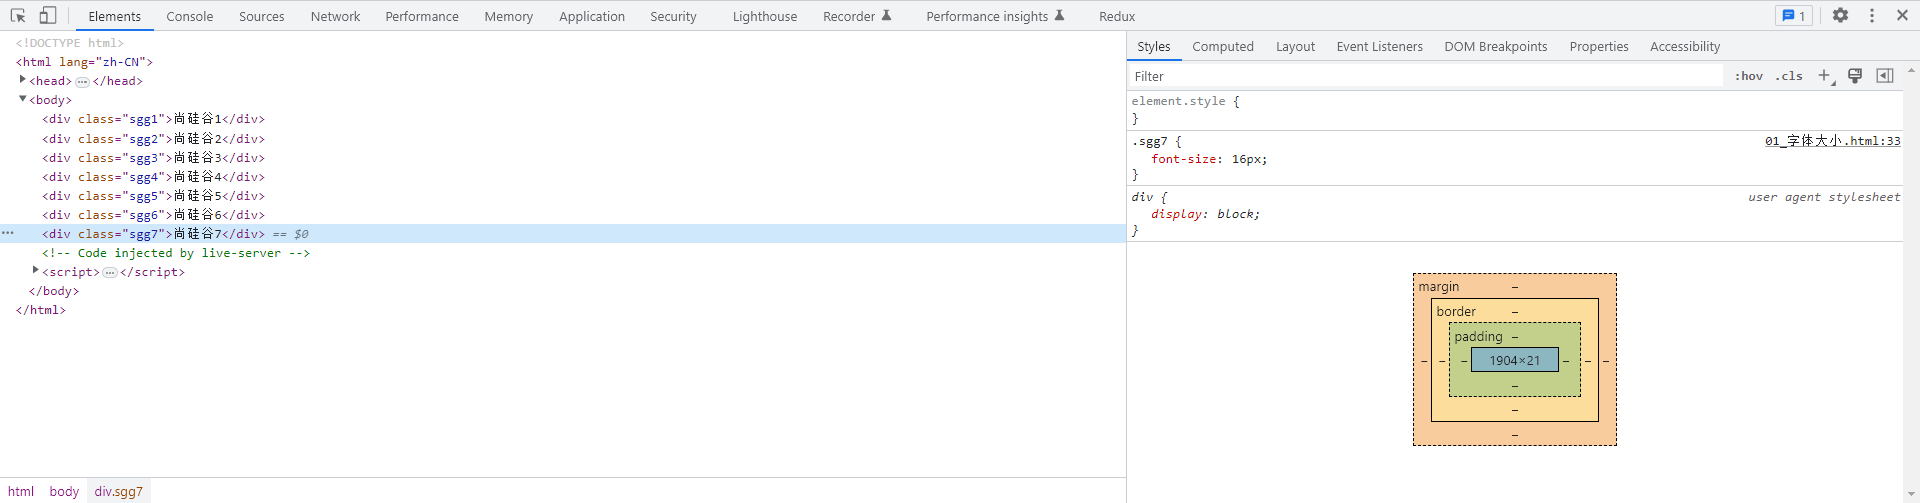 Elements Console Sources Network Performance Memory Application Security Lighthouse Recorder Performance insights Redux 1
<!DOCTYPE html>
<html lang="zh-CN">
<head>…</head>
<body>
<div class="sgg1">尚硅谷1</div>
<div class="sgg2">尚硅谷2</div>
<div class="sgg3">尚硅谷3</div>
<div class="sgg4">尚硅谷4</div>
<div class="sgg5">尚硅谷5</div>
<div class="sgg6">尚硅谷6</div>
<div class="sgg7">尚硅谷7</div> == $0
<!-- Code injected by live-server -->
<script>…</script>
</body>
</html>
html body div.sgg7
Styles Computed Layout Event Listeners DOM Breakpoints Properties Accessibility
Filter :hov .cls
element.style {
}
.sgg7 { 01_字体大小.html:33
font-size: 16px;
}
div { user agent stylesheet
display: block;
}
margin –
border –
padding –
– – – 1904×21 – – –
–
–
–